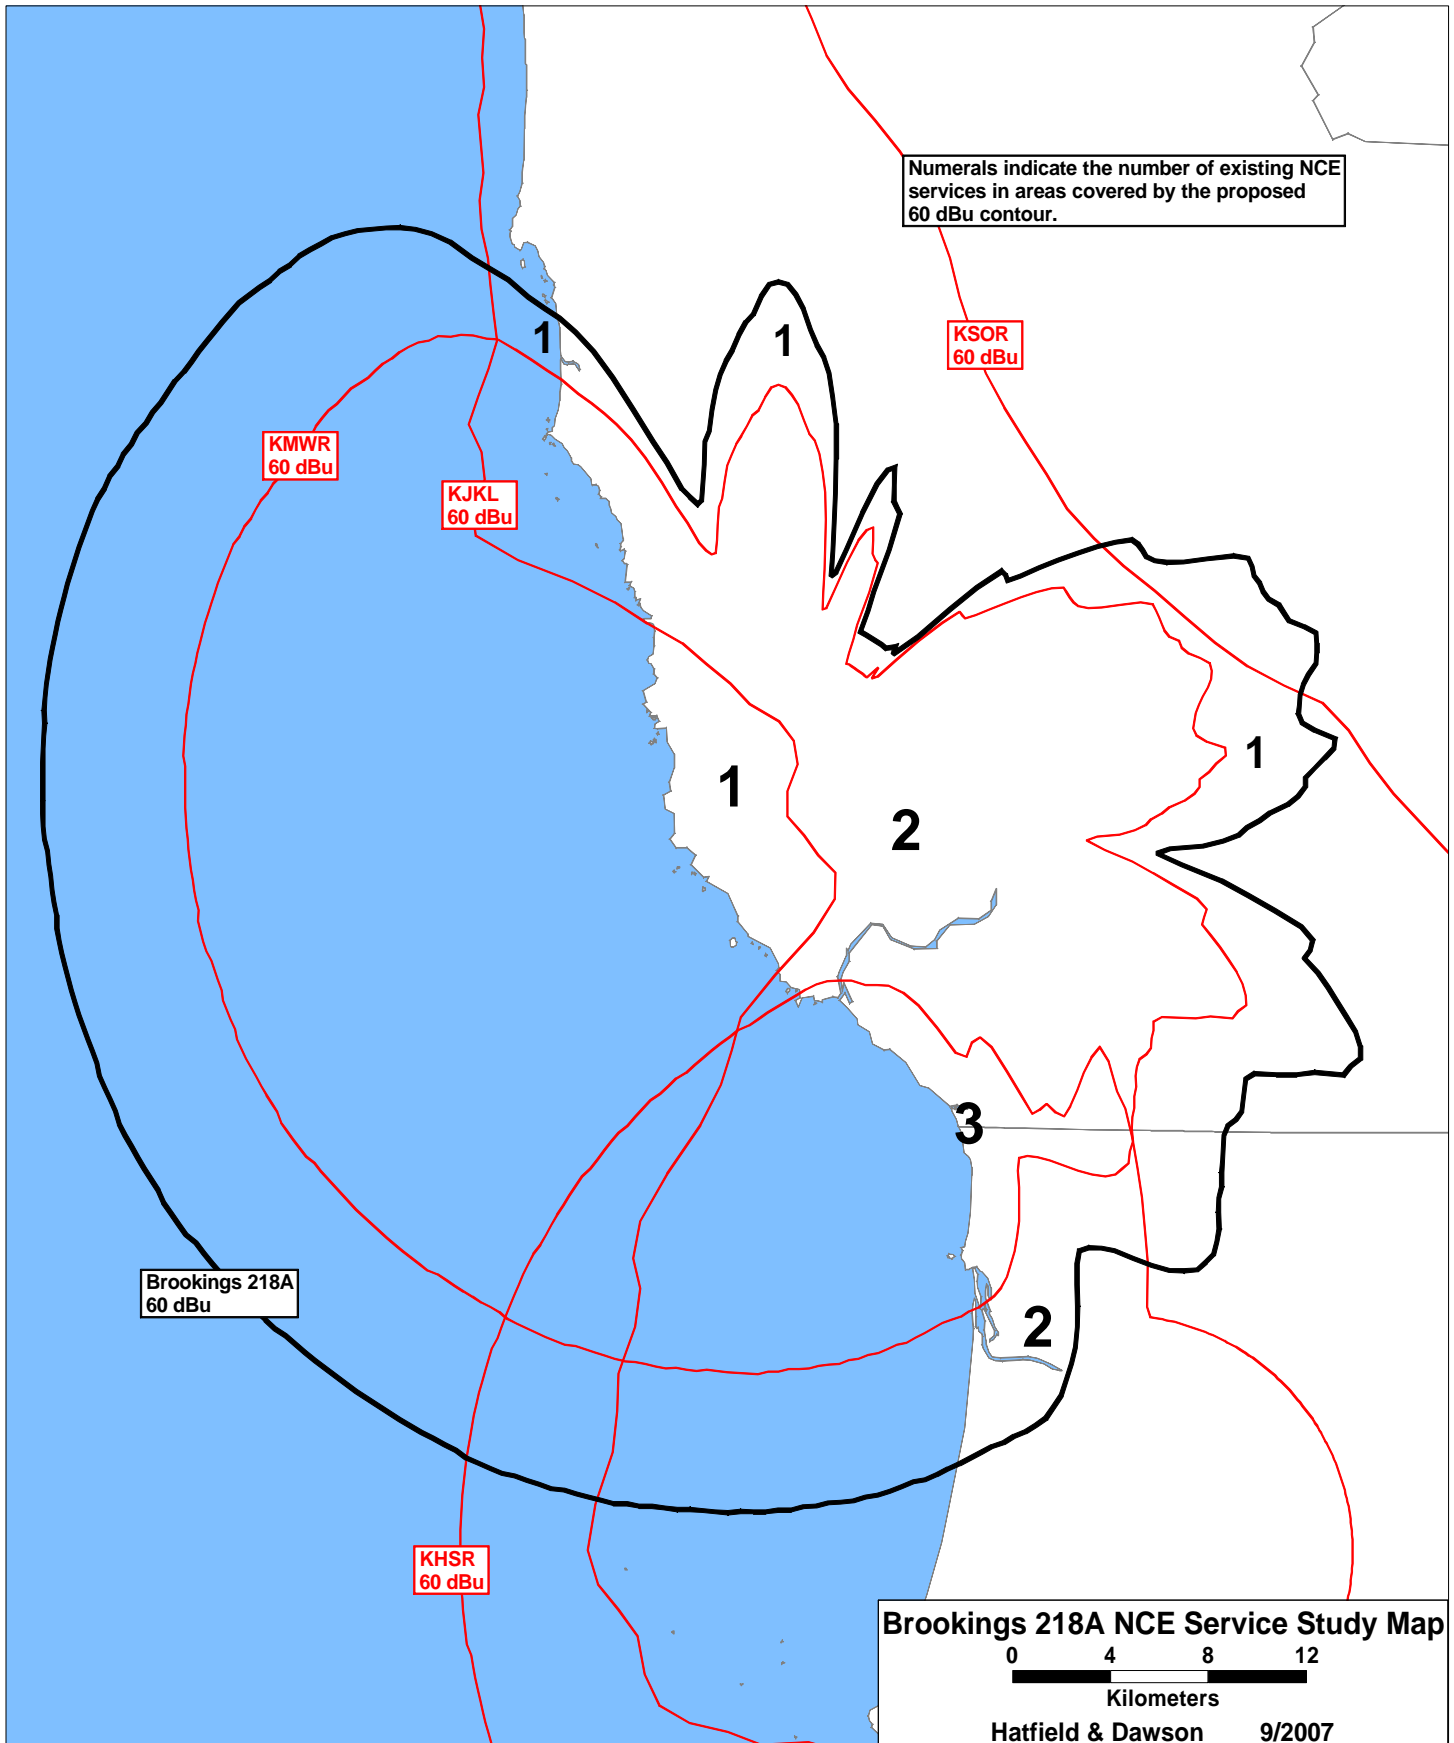 Numerals indicate the number of existing NCE
services in areas covered by the proposed
60 dBu contour.
1
1
KSOR
60 dBu
KMWR
60 dBu
KJKL
60 dBu
1
1
2
3
Brookings 218A
60 dBu
2
KHSR
60 dBu
Brookings 218A NCE Service Study Map
0 4 8 12
Kilometers
Hatfield & Dawson 9/2007